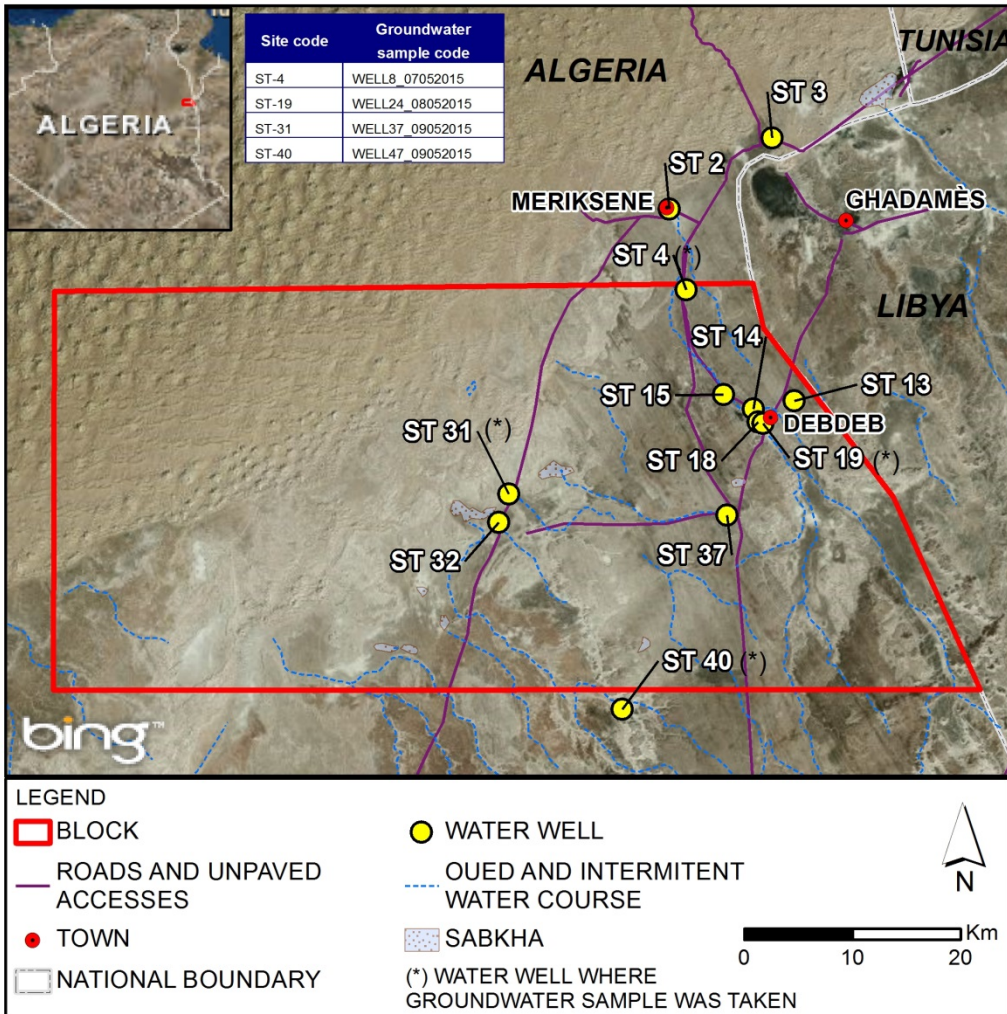 TU
ALGERIA
Site code
Groundwater
sample code
ST-4 WELL8_07052015
ST-19 WELL24_08052015
ST-31 WELL37_09052015
ST-40 WELL47_09052015
ALGERIA
TUNISIA
ST 3
ST 2
MERIKSENE
GHADAMÈS
ST 4 (*)
LIBYA
ST 14
ST 15
ST 13
DEBDEB
ST 31 (*)
ST 18
ST 19 (*)
ST 32
ST 37
ST 40 (*)
bing™
LEGEND
BLOCK
ROADS AND UNPAVED
ACCESSES
TOWN
NATIONAL BOUNDARY
WATER WELL
OUED AND INTERMITENT
WATER COURSE
SABKHA
(*) WATER WELL WHERE
GROUNDWATER SAMPLE WAS TAKEN
N
Km
0 10 20